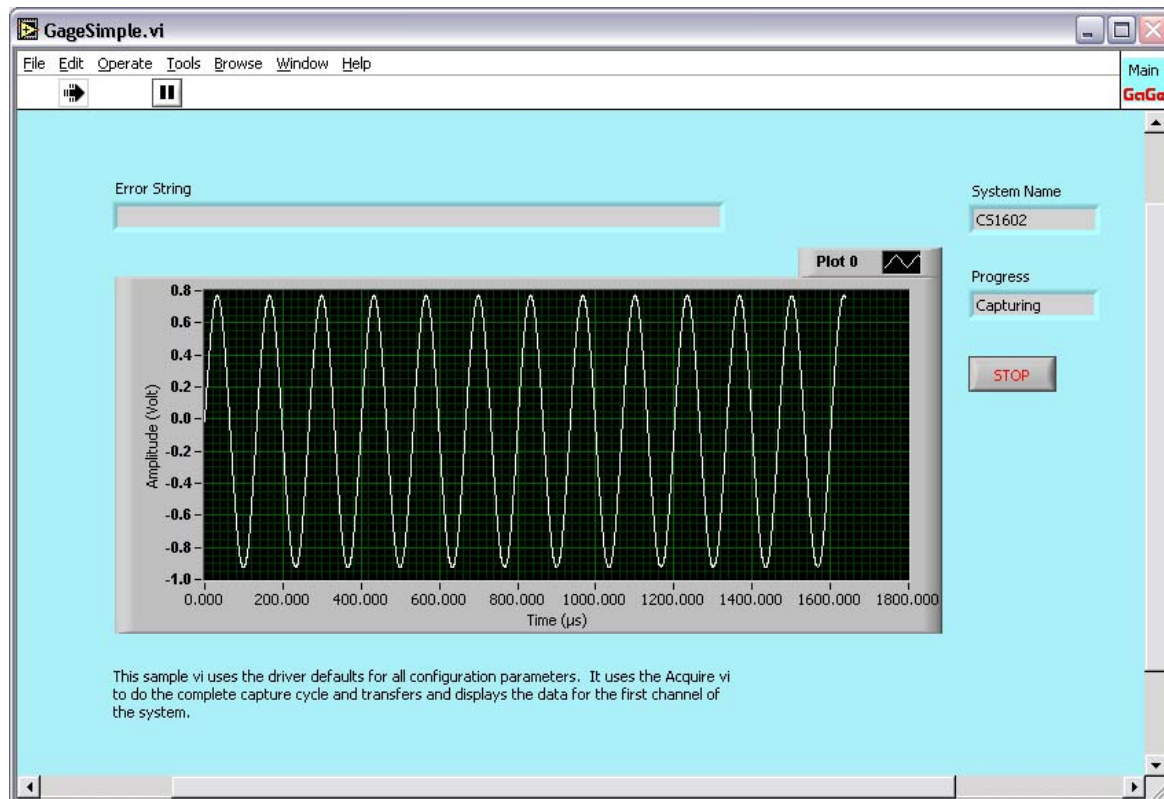 GageSimple.vi
File Edit Operate Tools Browse Window Help
Main
GaGe
Error String
System Name
CS1602
Plot 0
Progress
Capturing
STOP
Amplitude (Volt)
0.8
0.6
0.4
0.2
0.0
-0.2
-0.4
-0.6
-0.8
-1.0
0.000 200.000 400.000 600.000 800.000 1000.000 1200.000 1400.000 1600.000 1800.000
Time (µs)
This sample vi uses the driver defaults for all configuration parameters. It uses the Acquire vi
to do the complete capture cycle and transfers and displays the data for the first channel of
the system.